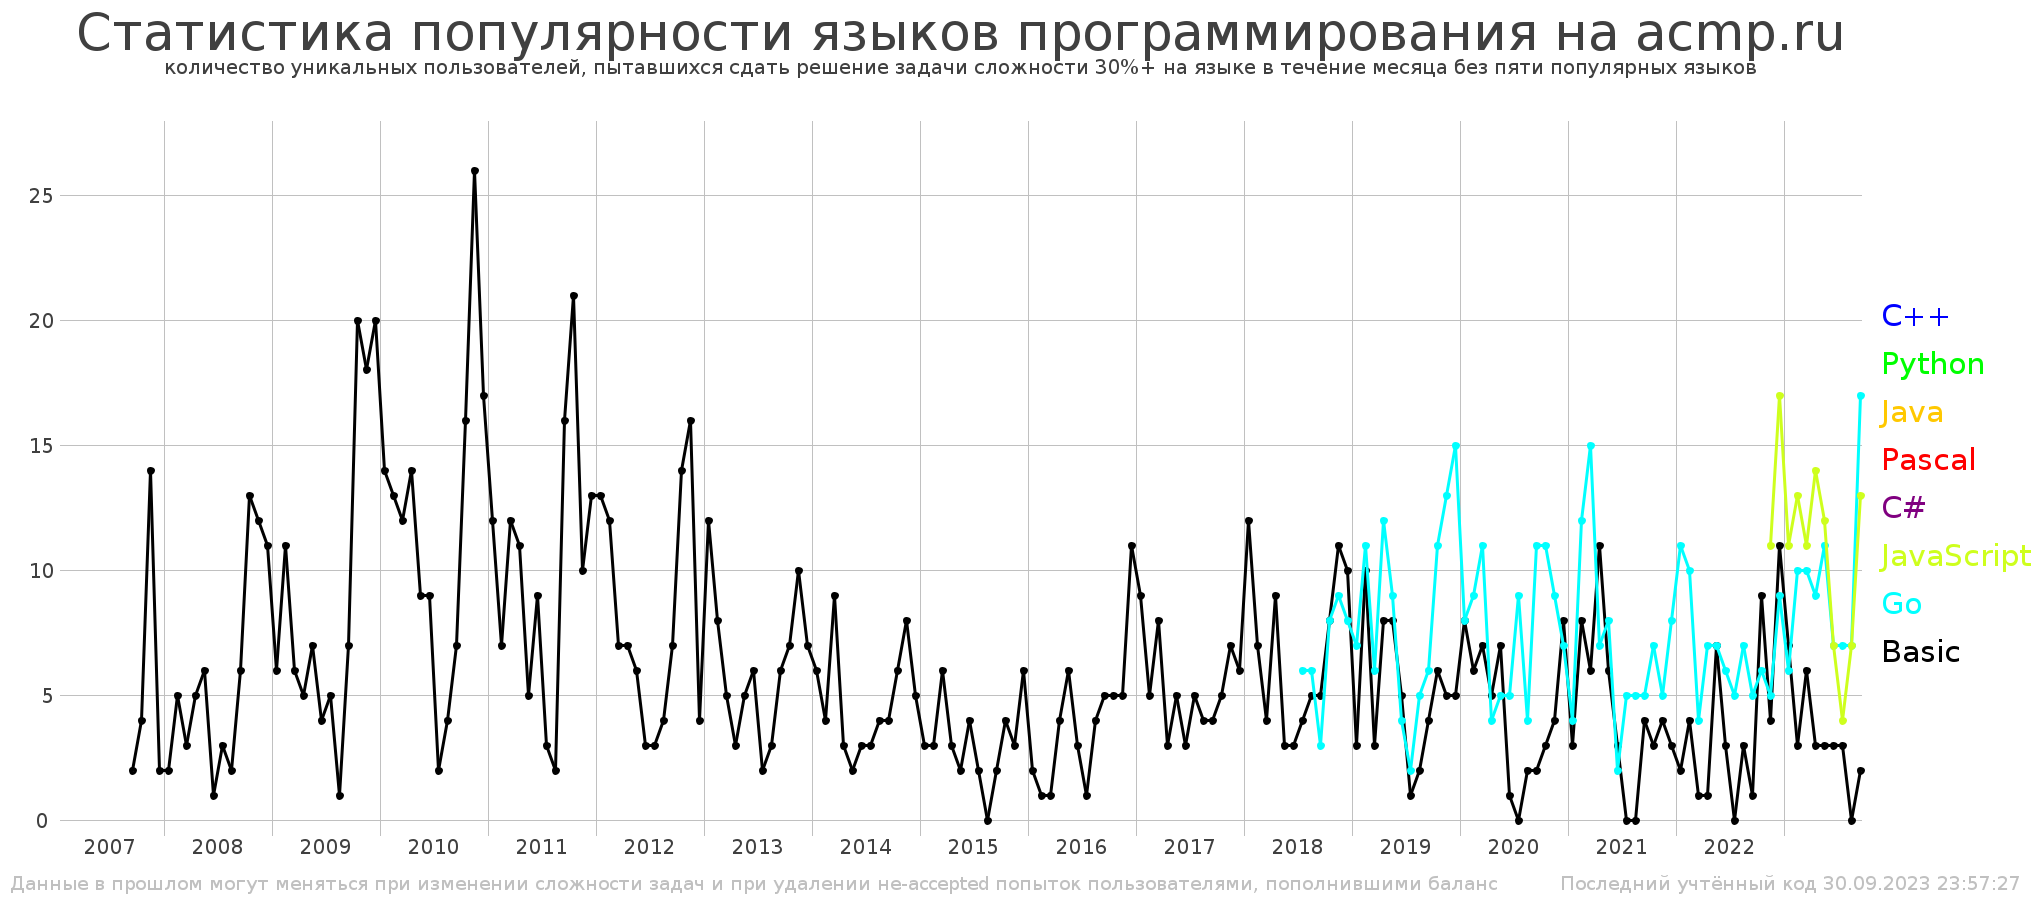 Статистика популярности языков программирования на acmp.ru
количество уникальных пользователей, пытавшихся сдать решение задачи сложности 30%+ на языке в течение месяца без пяти популярных языков
25
20
15
10
5
0
2007 2008 2009 2010 2011 2012 2013 2014 2015 2016 2017 2018 2019 2020 2021 2022
C++
Python
Java
Pascal
C#
JavaScript
Go
Basic
Данные в прошлом могут меняться при изменении сложности задач и при удалении не-accepted попыток пользователями, пополнившими баланс
Последний учтённый код 30.09.2023 23:57:27